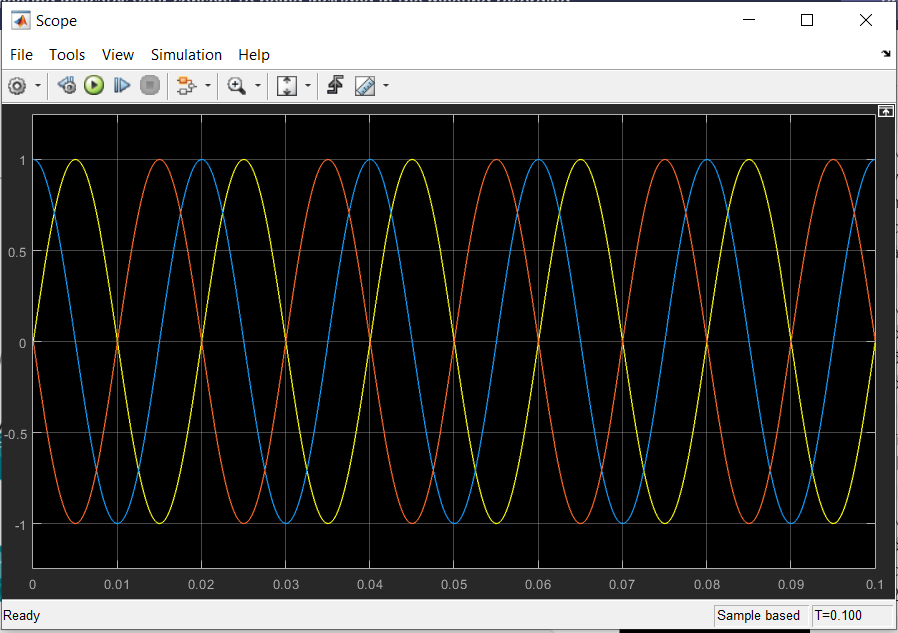 Scope
File Tools View Simulation Help
1
0.5
0
-0.5
-1
0 0.01 0.02 0.03 0.04 0.05 0.06 0.07 0.08 0.09 0.1
Ready Sample based T=0.100